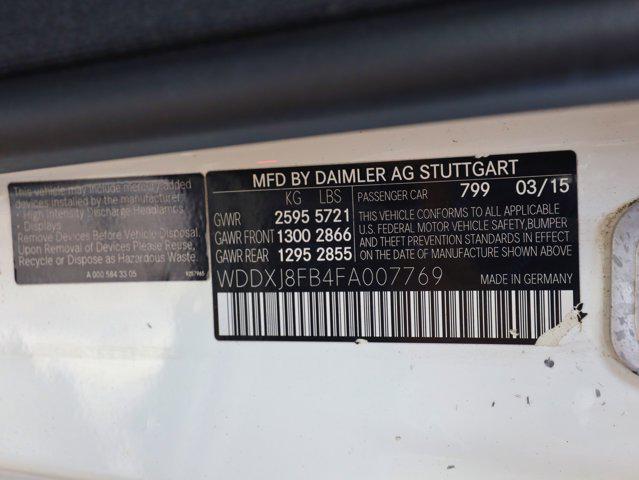 This vehicle may include mercury added
devices installed by the manufacturer:
- High Intensity Discharge Headlamps
- Displays
Remove Devices Before Vehicle Disposal.
Upon Removal of Devices Please Reuse,
Recycle or Dispose as Hazardous Waste.
A 000 584 33 05
MFD BY DAIMLER AG STUTTGART
KG LBS
GVWR 2595 5721
GAWR FRONT 1300 2866
GAWR REAR 1295 2855
PASSENGER CAR 799 03/15
THIS VEHICLE CONFORMS TO ALL APPLICABLE
U.S. FEDERAL MOTOR VEHICLE SAFETY, BUMPER
AND THEFT PREVENTION STANDARDS IN EFFECT
ON THE DATE OF MANUFACTURE SHOWN ABOVE.
WDDXJ8FB4FA007769
MADE IN GERMANY